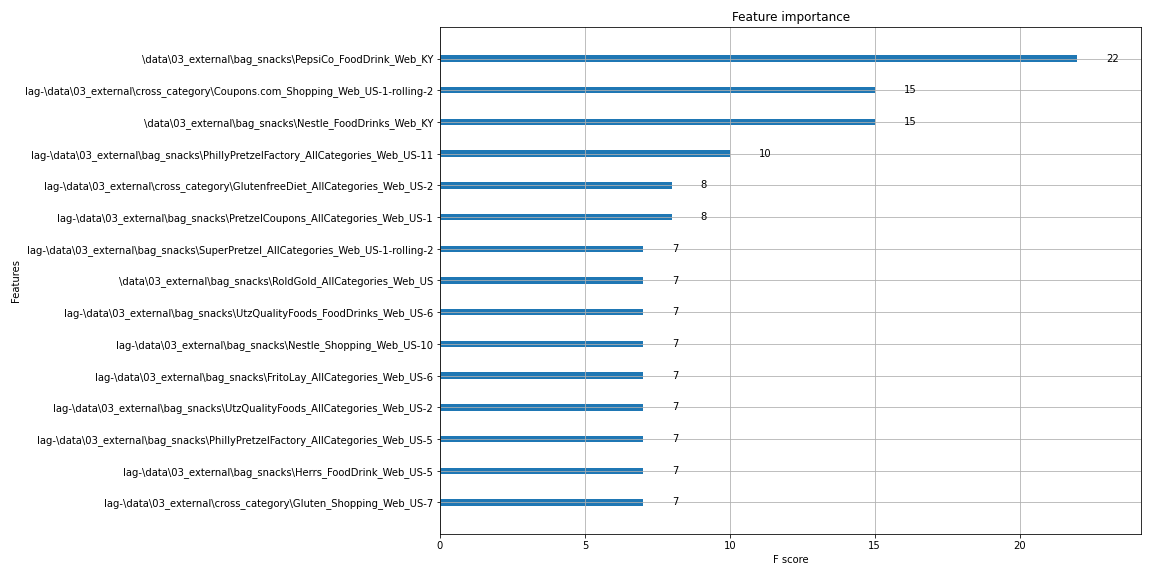 Feature importance
\data\03_external\bag_snacks\PepsiCo_FoodDrink_Web_KY 22
lag-\data\03_external\cross_category\Coupons.com_Shopping_Web_US-1-rolling-2 15
\data\03_external\bag_snacks\Nestle_FoodDrinks_Web_KY 15
lag-\data\03_external\bag_snacks\PhillyPretzelFactory_AllCategories_Web_US-11 10
lag-\data\03_external\cross_category\GlutenfreeDiet_AllCategories_Web_US-2 8
lag-\data\03_external\bag_snacks\PretzelCoupons_AllCategories_Web_US-1 8
lag-\data\03_external\bag_snacks\SuperPretzel_AllCategories_Web_US-1-rolling-2 7
\data\03_external\bag_snacks\RoldGold_AllCategories_Web_US 7
lag-\data\03_external\bag_snacks\UtzQualityFoods_FoodDrinks_Web_US-6 7
lag-\data\03_external\bag_snacks\Nestle_Shopping_Web_US-10 7
lag-\data\03_external\bag_snacks\FritoLay_AllCategories_Web_US-6 7
lag-\data\03_external\bag_snacks\UtzQualityFoods_AllCategories_Web_US-2 7
lag-\data\03_external\bag_snacks\PhillyPretzelFactory_AllCategories_Web_US-5 7
lag-\data\03_external\bag_snacks\Herrs_FoodDrink_Web_US-5 7
lag-\data\03_external\cross_category\Gluten_Shopping_Web_US-7 7
Features
0 5 10 15 20
F score